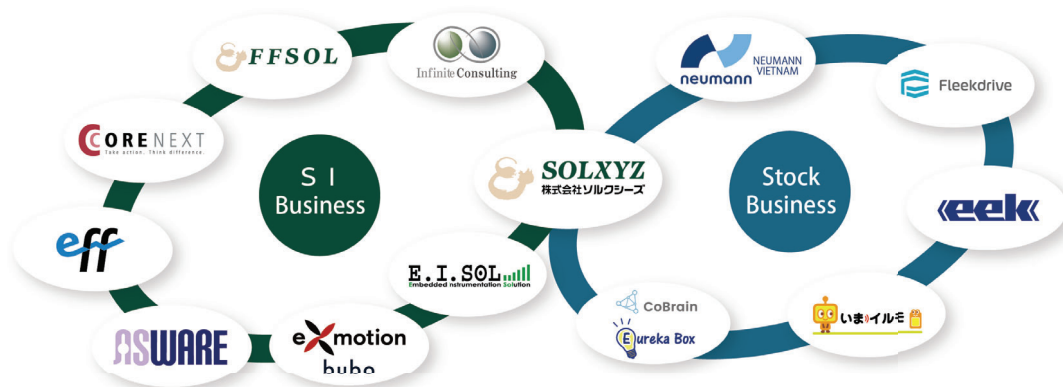 FFSOL
Infinite Consulting
neumann
NEUMANN
VIETNAM
Fleekdrive
CORENEXT
Take action. Think difference.
S I
Business
SOLXYZ
株式会社ソルクシーズ
Stock
Business
eek
eff
E.I.SOL
Embedded Instrumentation Solution
CoBrain
Eureka Box
いまイルモ
ASWARE
eXmotion